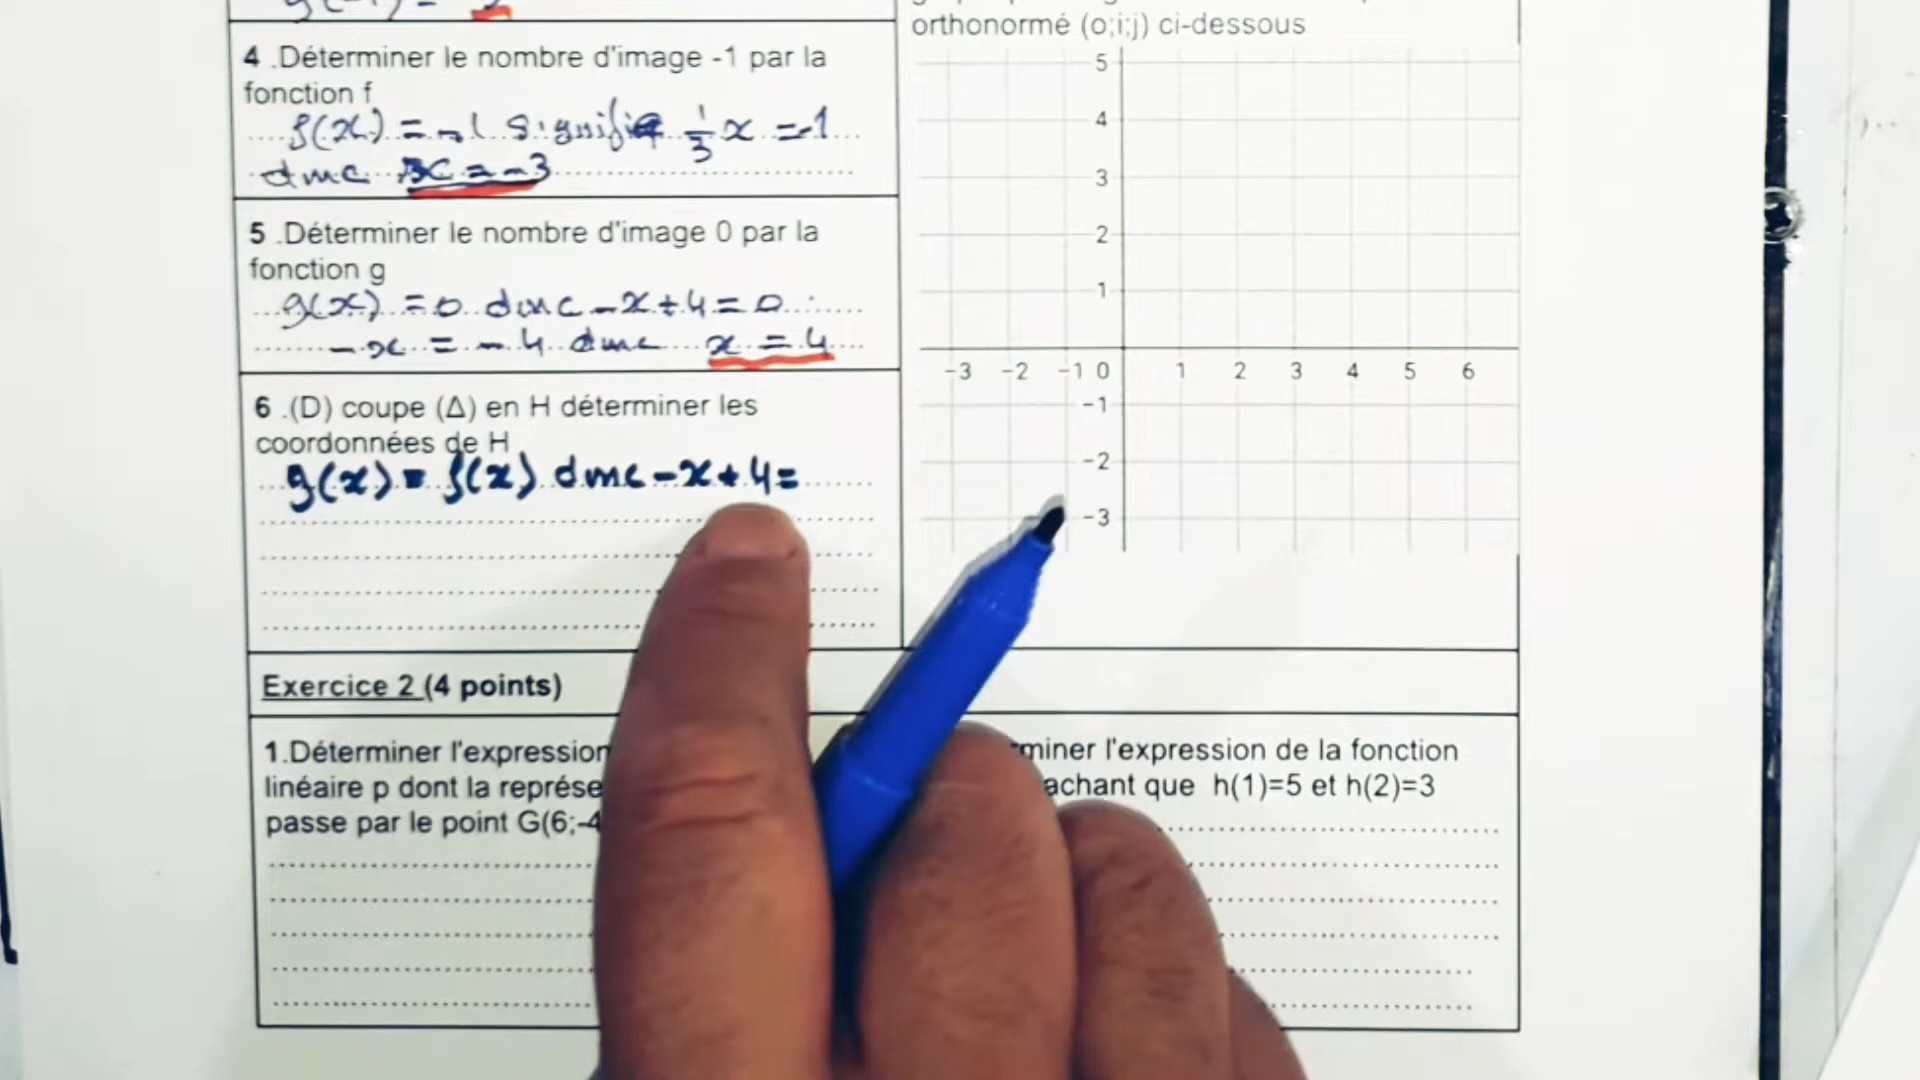 4 .Déterminer le nombre d'image -1 par la
fonction f
f(x) = -1 signifie 1/3 x = -1
donc x = -3
5 .Déterminer le nombre d'image 0 par la
fonction g
g(x) = 0 donc -x + 4 = 0
-x = -4 donc x = 4
6 .(D) coupe (Δ) en H déterminer les
coordonnées de H
g(x) = f(x) donc -x + 4 =
orthonormé (o;i;j) ci-dessous
5
4
3
2
1
-3 -2 -1 0 1 2 3 4 5 6
-1
-2
-3
Exercice 2 (4 points)
1.Déterminer l'expression
linéaire p dont la représe
passe par le point G(6;-4
miner l'expression de la fonction
achant que h(1)=5 et h(2)=3